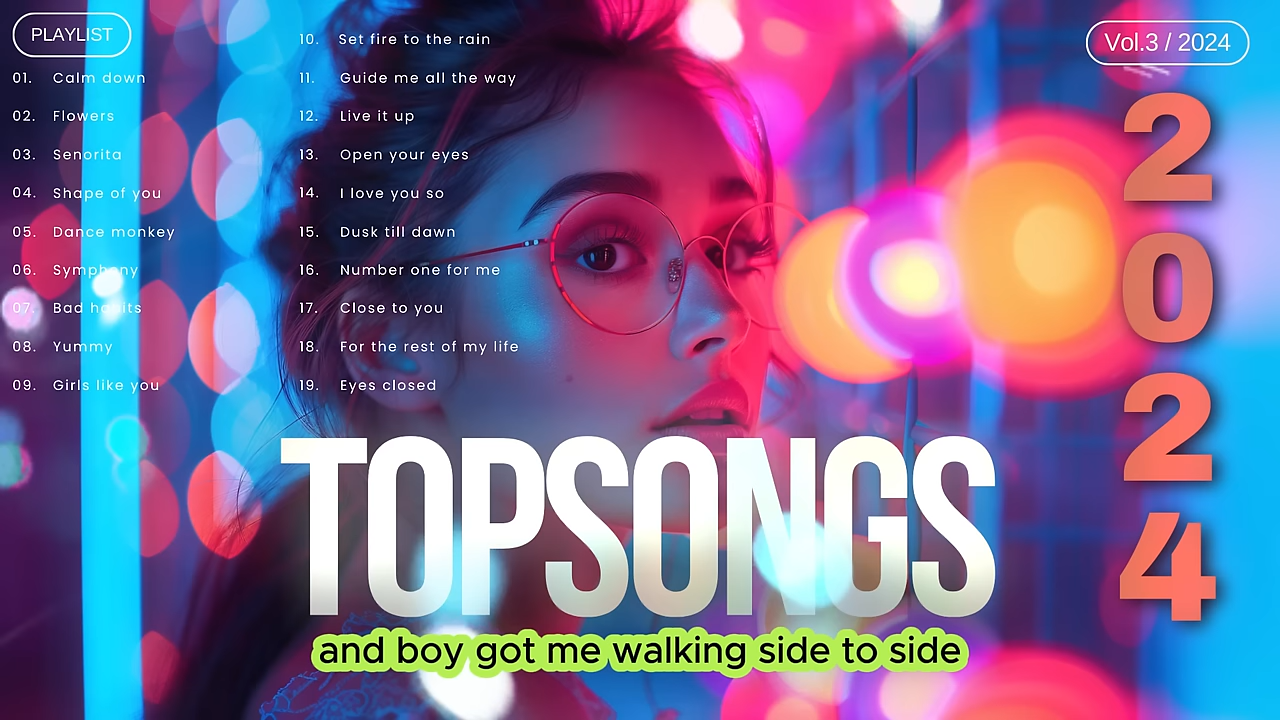 PLAYLIST
01. Calm down
02. Flowers
03. Senorita
04. Shape of you
05. Dance monkey
06. Symphony
07. Bad habits
08. Yummy
09. Girls like you
10. Set fire to the rain
11. Guide me all the way
12. Live it up
13. Open your eyes
14. I love you so
15. Dusk till dawn
16. Number one for me
17. Close to you
18. For the rest of my life
19. Eyes closed
Vol.3 / 2024
2024
TOPSONGS
and boy got me walking side to side